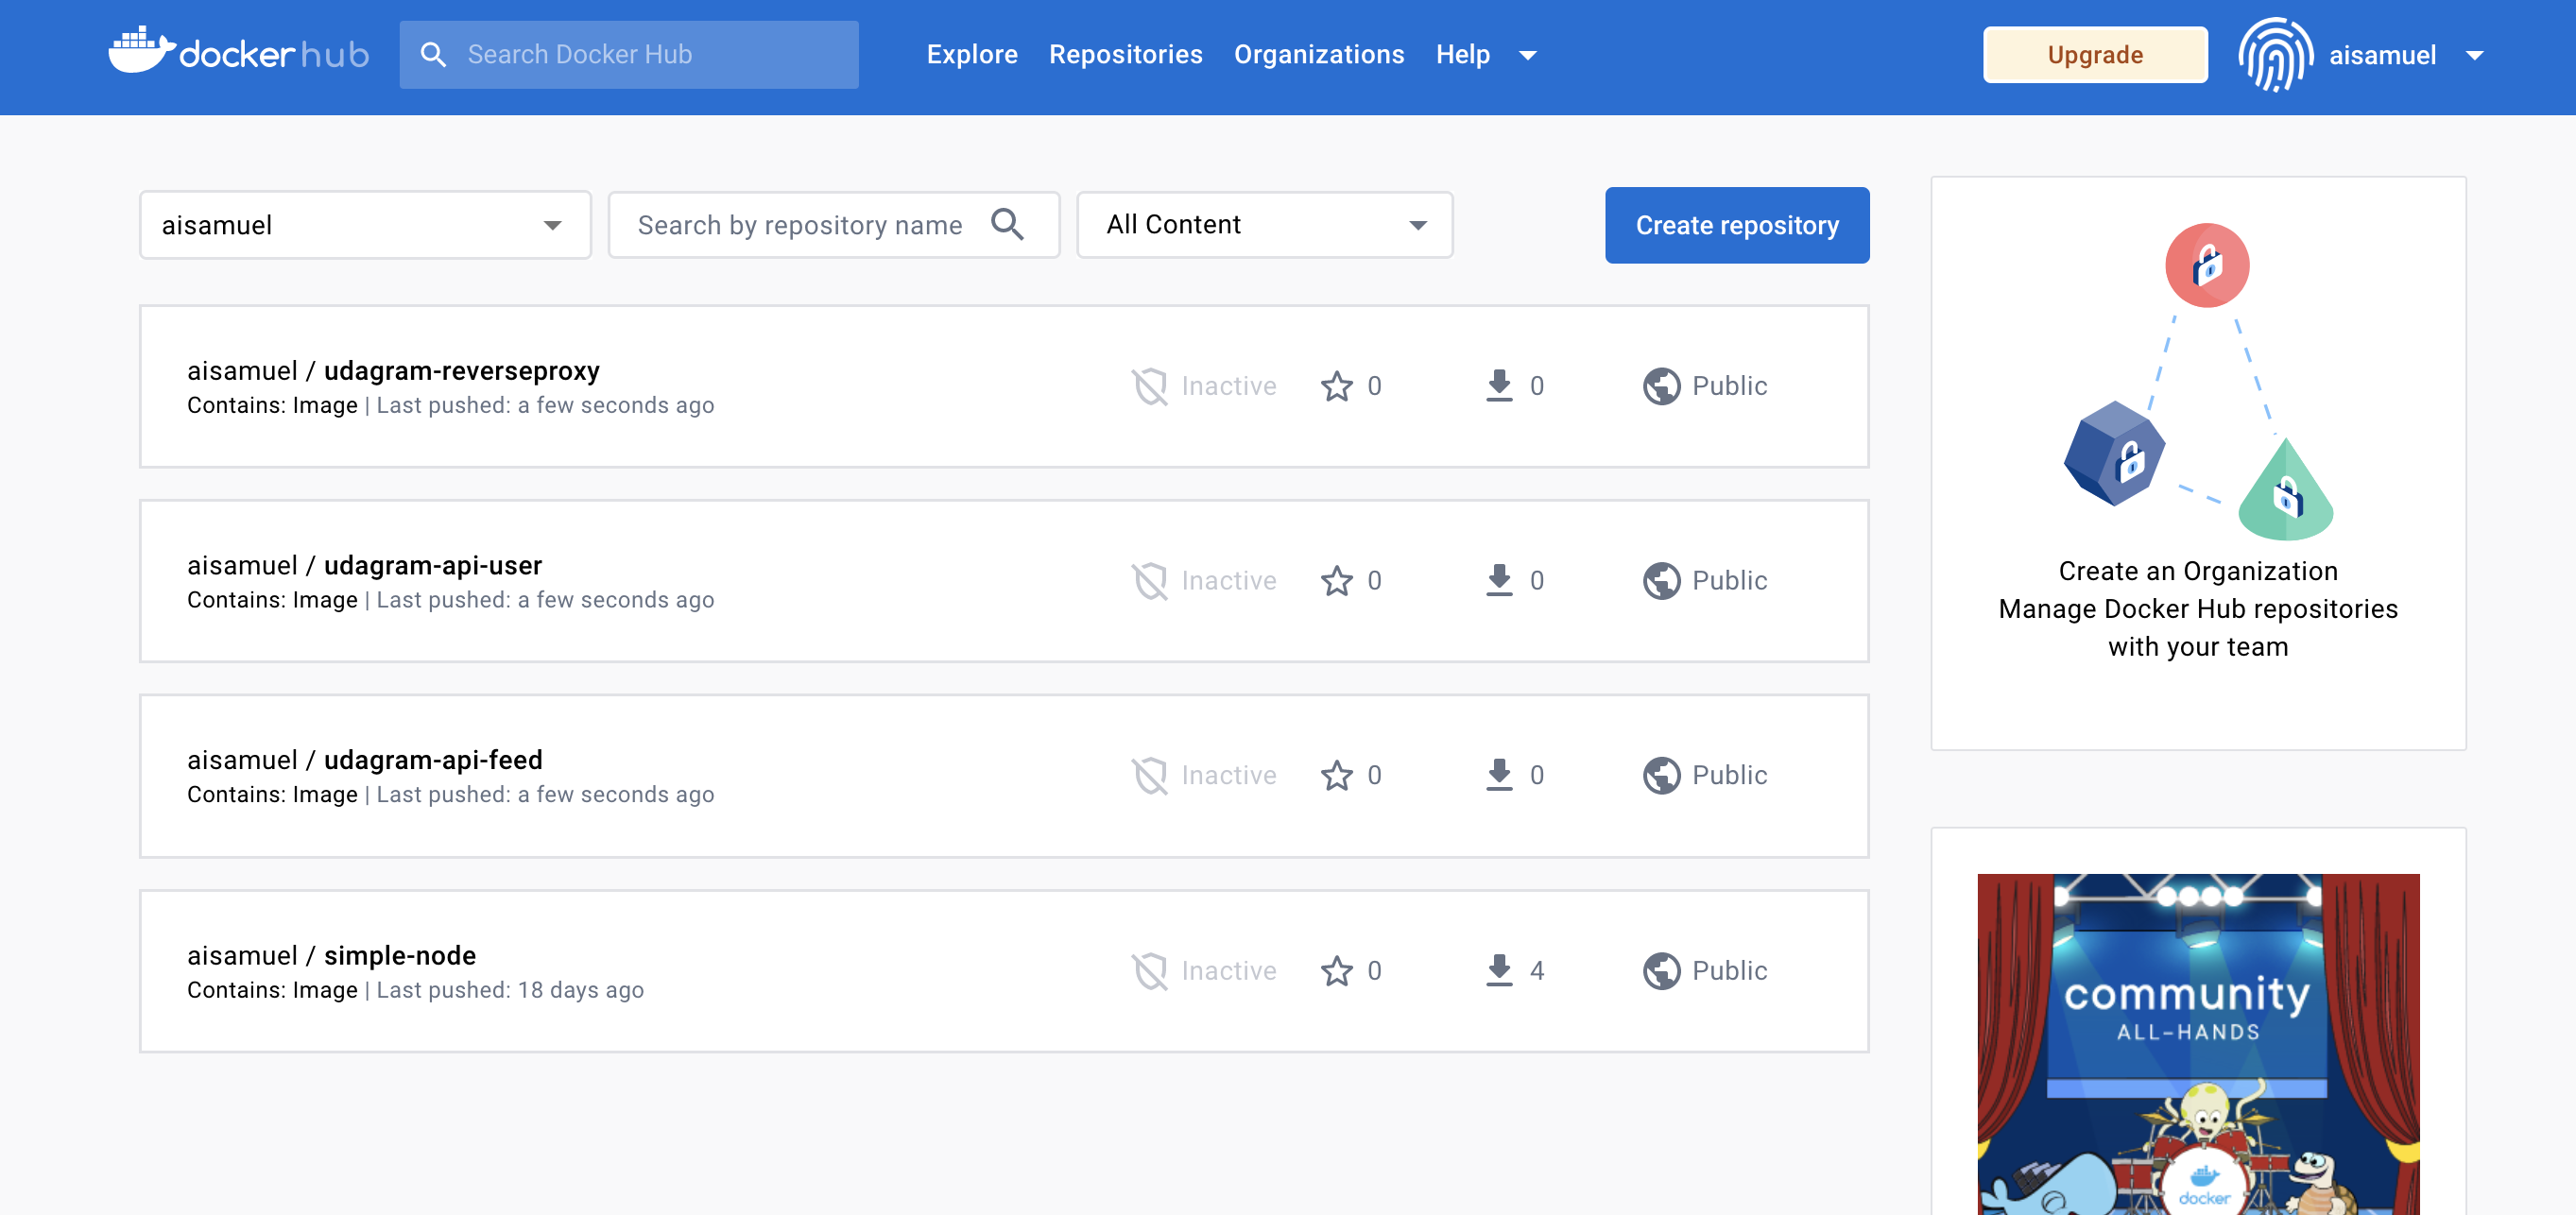 docker hub
Search Docker Hub
Explore
Repositories
Organizations
Help
Upgrade
aisamuel
aisamuel
Search by repository name
All Content
Create repository
aisamuel / udagram-reverseproxy
Contains: Image | Last pushed: a few seconds ago
Inactive
0
0
Public
aisamuel / udagram-api-user
Contains: Image | Last pushed: a few seconds ago
Inactive
0
0
Public
aisamuel / udagram-api-feed
Contains: Image | Last pushed: a few seconds ago
Inactive
0
0
Public
aisamuel / simple-node
Contains: Image | Last pushed: 18 days ago
Inactive
0
4
Public
Create an Organization
Manage Docker Hub repositories
with your team
community
ALL-HANDS
docker